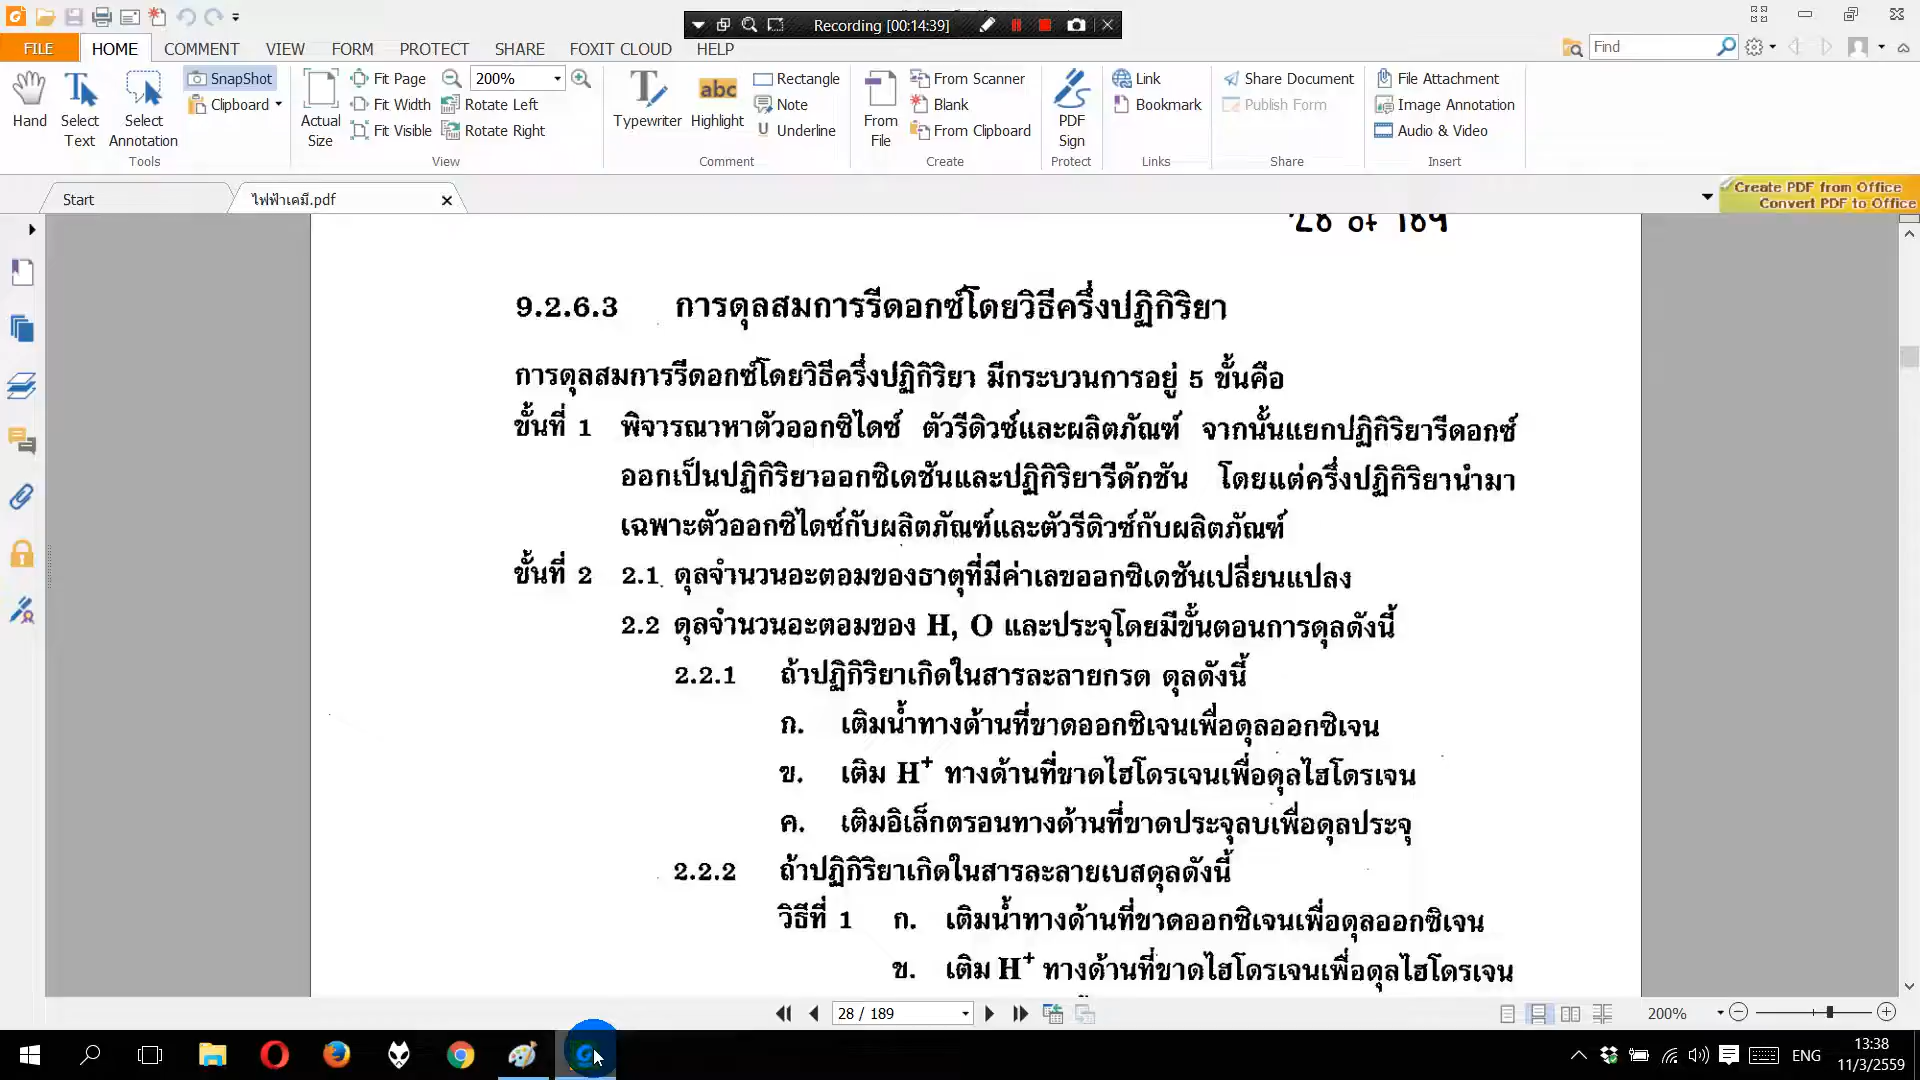 Recording [00:14:39]
FILE HOME COMMENT VIEW FORM PROTECT SHARE FOXIT CLOUD HELP
Find
Hand
Select Text
Select Annotation
SnapShot
Clipboard
Tools
Actual Size
Fit Page
Fit Width
Fit Visible
200%
Rotate Left
Rotate Right
View
Typewriter
Highlight
Rectangle
Note
Underline
Comment
From File
From Scanner
Blank
From Clipboard
Create
PDF Sign
Protect
Link
Bookmark
Links
Share Document
Publish Form
Share
File Attachment
Image Annotation
Audio & Video
Insert
Start
ไฟฟ้าเคมี.pdf
Create PDF from Office
Convert PDF to Office
28 of 189
9.2.6.3 การดุลสมการรีดอกซ์โดยวิธีครึ่งปฏิกิริยา
การดุลสมการรีดอกซ์โดยวิธีครึ่งปฏิกิริยา มีกระบวนการอยู่ 5 ขั้นคือ
ขั้นที่ 1 พิจารณาหาตัวออกซิไดซ์ ตัวรีดิวซ์และผลิตภัณฑ์ จากนั้นแยกปฏิกิริยารีดอกซ์
ออกเป็นปฏิกิริยาออกซิเดชันและปฏิกิริยารีดักชัน โดยแต่ครึ่งปฏิกิริยานำมา
เฉพาะตัวออกซิไดซ์กับผลิตภัณฑ์และตัวรีดิวซ์กับผลิตภัณฑ์
ขั้นที่ 2 2.1 ดุลจำนวนอะตอมของธาตุที่มีค่าเลขออกซิเดชันเปลี่ยนแปลง
2.2 ดุลจำนวนอะตอมของ H, O และประจุโดยมีขั้นตอนการดุลดังนี้
2.2.1 ถ้าปฏิกิริยาเกิดในสารละลายกรด ดุลดังนี้
ก. เติมน้ำทางด้านที่ขาดออกซิเจนเพื่อดุลออกซิเจน
ข. เติม H⁺ ทางด้านที่ขาดไฮโดรเจนเพื่อดุลไฮโดรเจน
ค. เติมอิเล็กตรอนทางด้านที่ขาดประจุลบเพื่อดุลประจุ
2.2.2 ถ้าปฏิกิริยาเกิดในสารละลายเบสดุลดังนี้
วิธีที่ 1 ก. เติมน้ำทางด้านที่ขาดออกซิเจนเพื่อดุลออกซิเจน
ข. เติม H⁺ ทางด้านที่ขาดไฮโดรเจนเพื่อดุลไฮโดรเจน
28 / 189
200%
ENG
13:38
11/3/2559